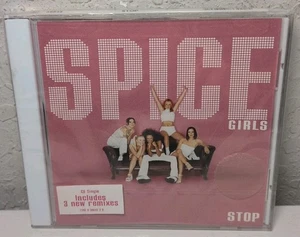 SPICE
GIRLS
CD Single
Includes
3 new remixes
STOP